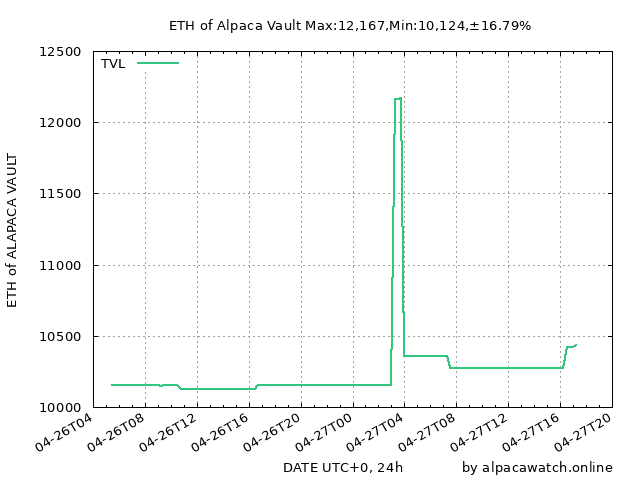 ETH of Alpaca Vault Max:12,167,Min:10,124,±16.79%
TVL
12500
12000
11500
11000
10500
10000
ETH of ALAPACA VAULT
04-26T04
04-26T08
04-26T12
04-26T16
04-26T20
04-27T00
04-27T04
04-27T08
04-27T12
04-27T16
04-27T20
DATE UTC+0, 24h
by alpacawatch.online